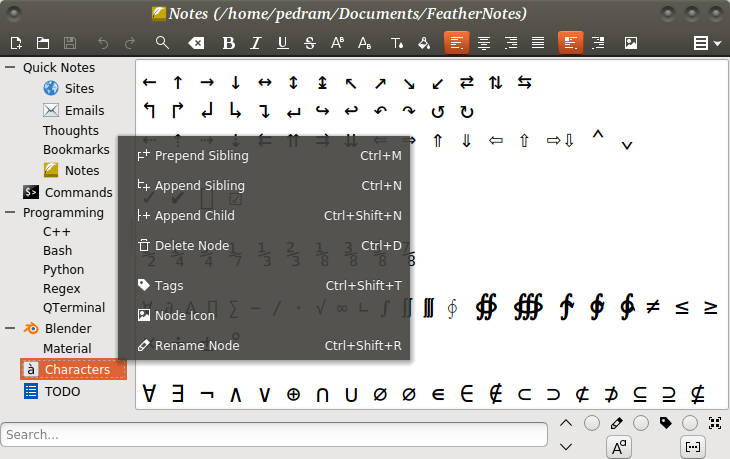 Notes (/home/pedram/Documents/FeatherNotes)
Quick Notes
Sites
Emails
Thoughts
Bookmarks
Notes
Commands
Programming
C++
Bash
Python
Regex
QTerminal
Blender
Material
Characters
TODO
← ↑ → ↓ ↔ ↕ ↨ ↖ ↗ ↘ ↙ ⇄ ⇅ ⇆
↰ ↱ ↲ ↳ ↴ ↵ ↪ ↩ ↶ ↷ ↺ ↻
⇑ ⇓ ⇦ ⇧ ⇨⇩ ^ ⌄
Prepend Sibling Ctrl+M
Append Sibling Ctrl+N
Append Child Ctrl+Shift+N
Delete Node Ctrl+D
Tags Ctrl+Shift+T
Node Icon
Rename Node Ctrl+Shift+R
∭ ∮ ∯ ∰ ∱ ∲ ∳ ≠ ≤ ≥
∀ ∃ ¬ ∧ ∨ ⊕ ∩ ∪ ∅ ∅ ∊ ∈ ∉ ⊂ ⊃ ⊄ ⊅ ⊆ ⊇ ⊈
Search...